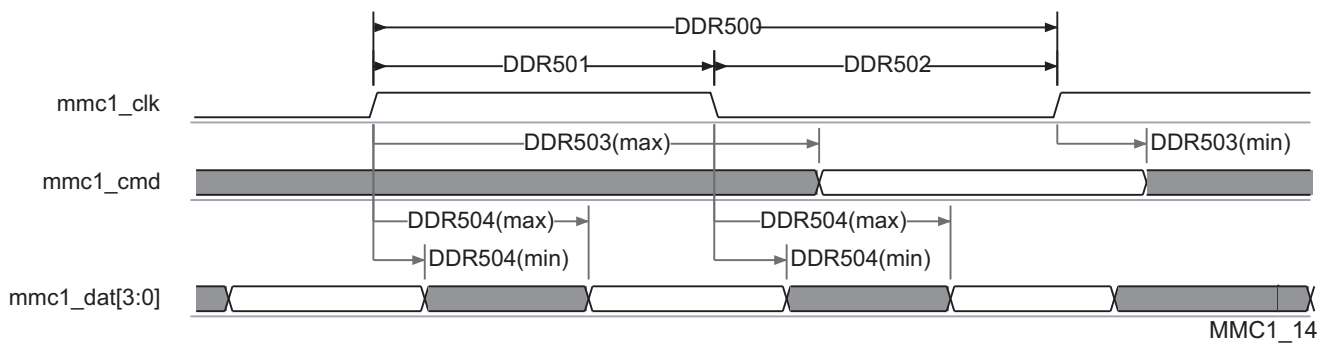 DDR500
DDR501 DDR502
mmc1_clk
DDR503(max) DDR503(min)
mmc1_cmd
DDR504(max) DDR504(max)
DDR504(min) DDR504(min)
mmc1_dat[3:0]
MMC1_14